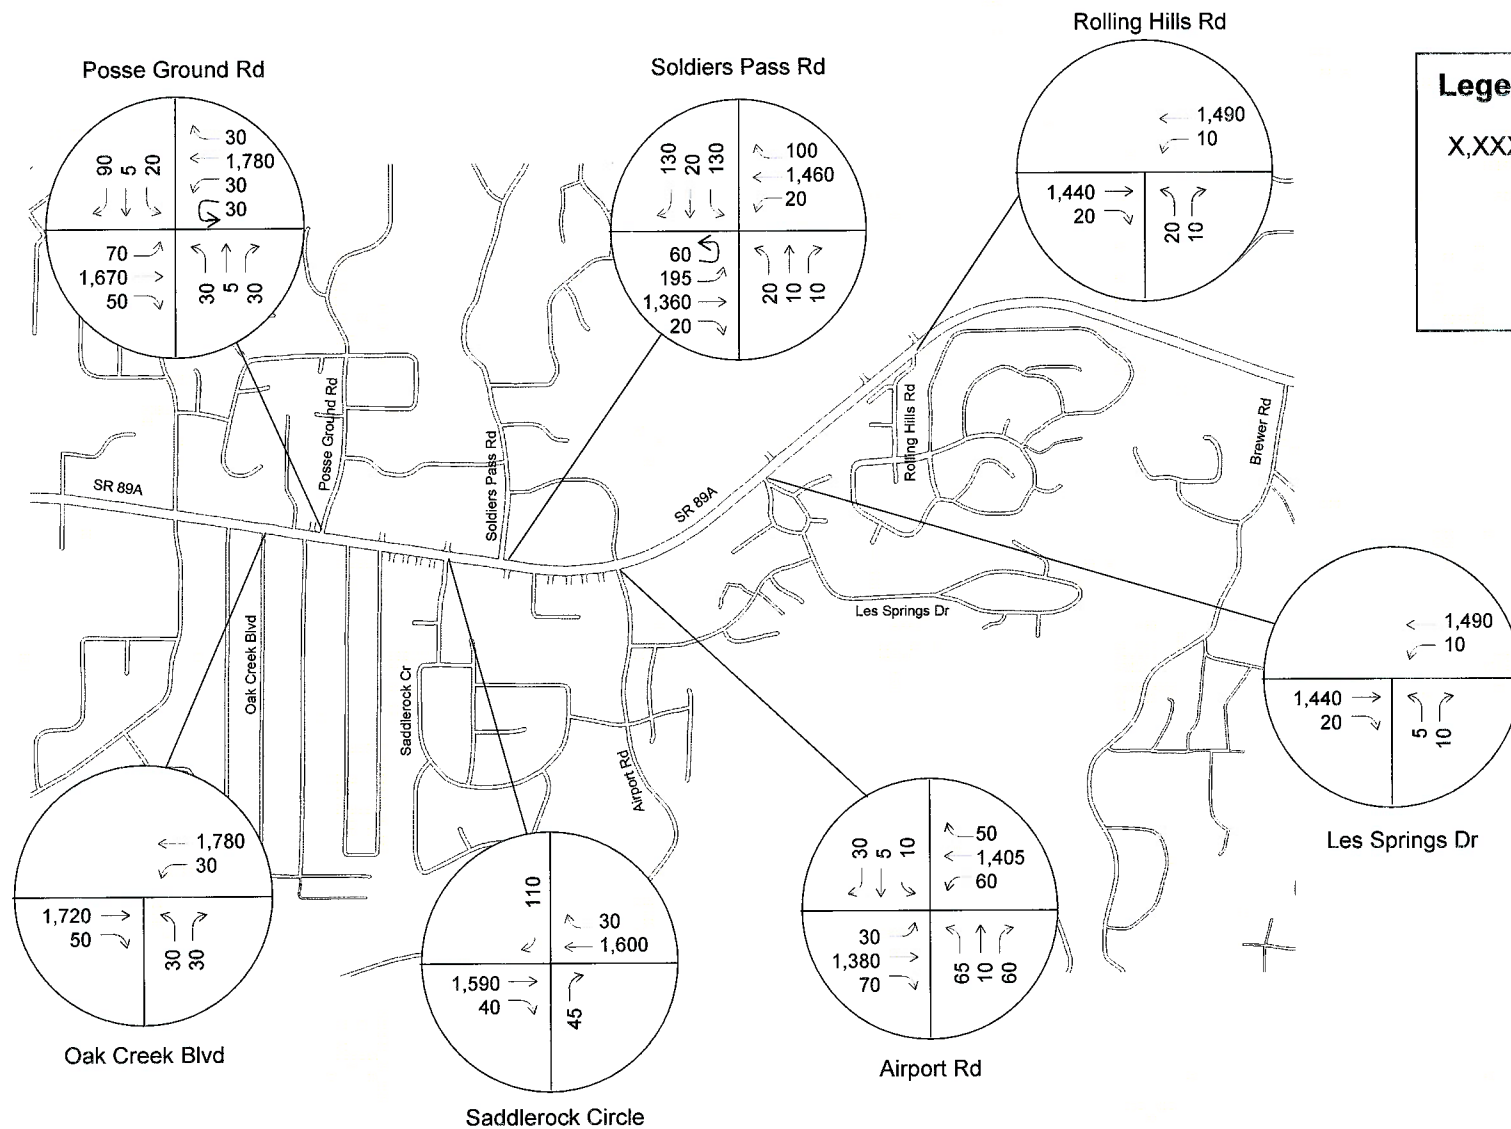 Rolling Hills Rd
Posse Ground Rd
Soldiers Pass Rd
Lege
X,XXX
90 5 20
30
1,780
30
30
70
1,670
50
30 5 30
130 20 130
100
1,460
20
60
195
1,360
20
20 10 10
1,490
10
1,440
20
20 10
SR 89A
Posse Ground Rd
Soldiers Pass Rd
SR 89A
Rolling Hills Rd
Brewer Rd
Oak Creek Blvd
Saddlerock Cr
Airport Rd
Les Springs Dr
1,490
10
1,440
20
5 10
Les Springs Dr
1,780
30
1,720
50
30 30
Oak Creek Blvd
110
30
1,600
1,590
40
45
Saddlerock Circle
30 5 10
50
1,405
60
30
1,380
70
65 10 60
Airport Rd